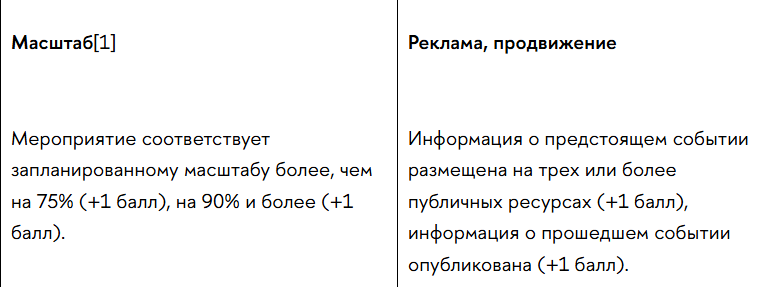 Масштаб[1]
Мероприятие соответствует
запланированному масштабу более, чем
на 75% (+1 балл), на 90% и более (+1
балл).
Реклама, продвижение
Информация о предстоящем событии
размещена на трех или более
публичных ресурсах (+1 балл),
информация о прошедшем событии
опубликована (+1 балл).